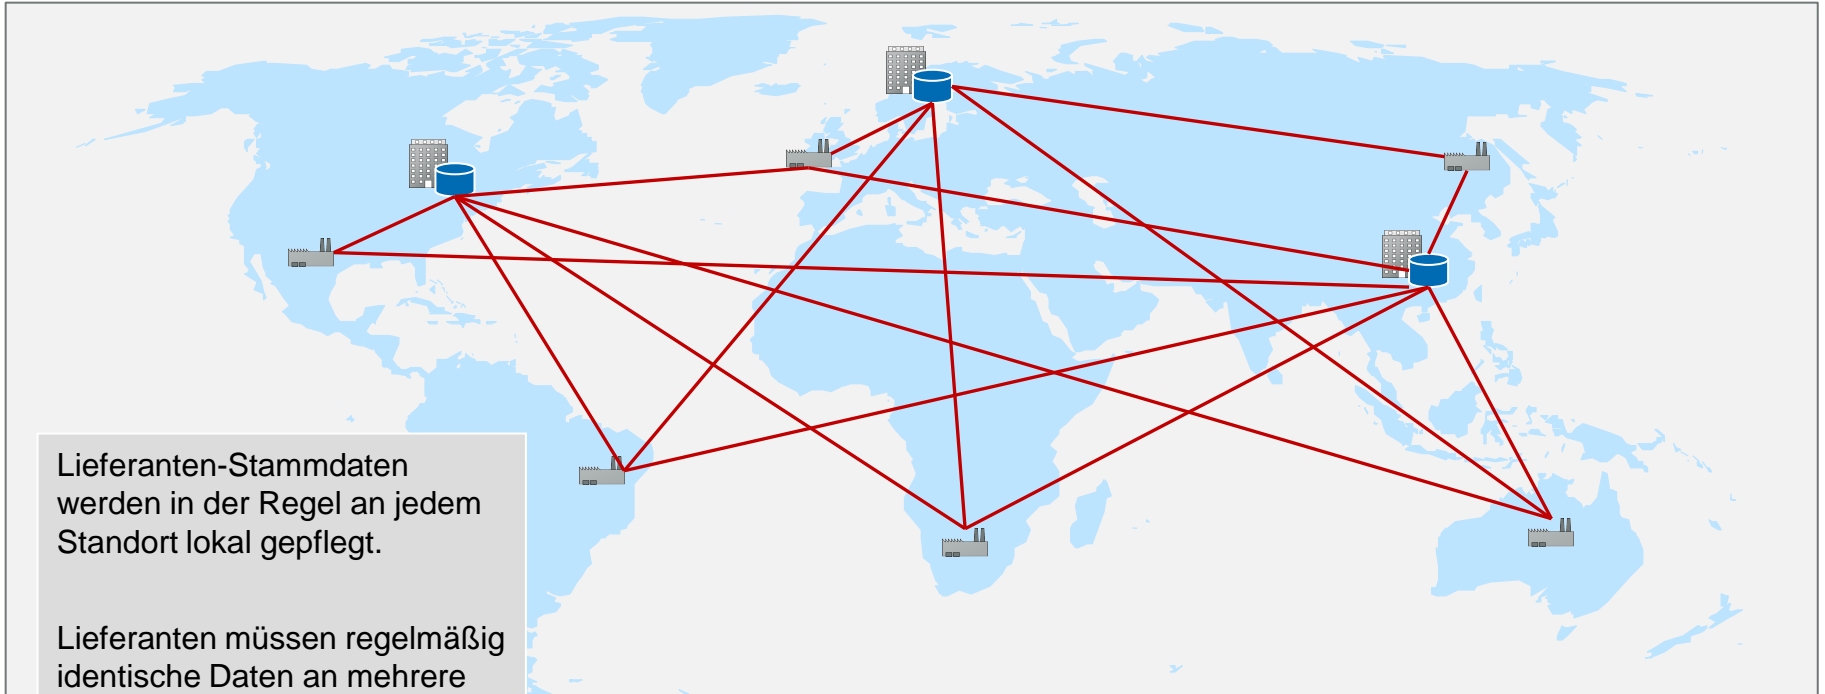 Lieferanten-Stammdaten
werden in der Regel an jedem
Standort lokal gepflegt.
Lieferanten müssen regelmäßig
identische Daten an mehrere